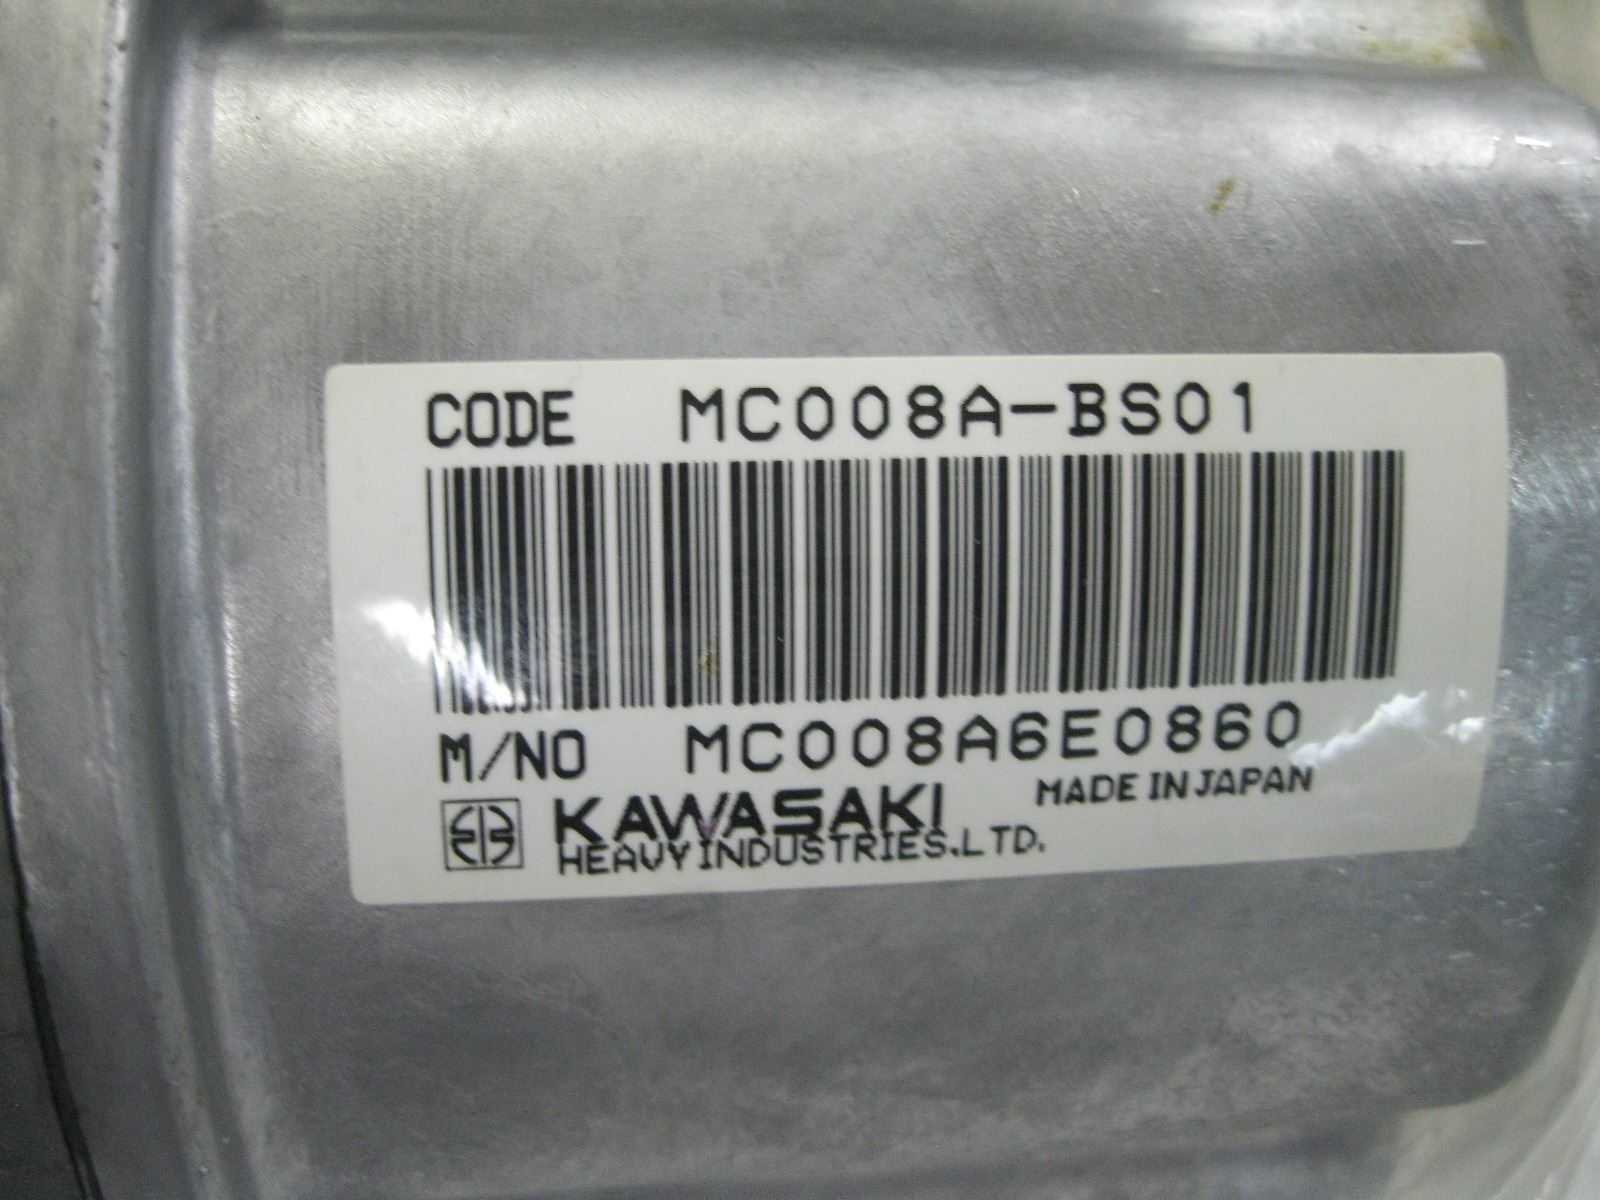 CODE MC008A-BS01
M/NO MC008A6E0860
KAWASAKI MADE IN JAPAN
HEAVY INDUSTRIES.LTD.